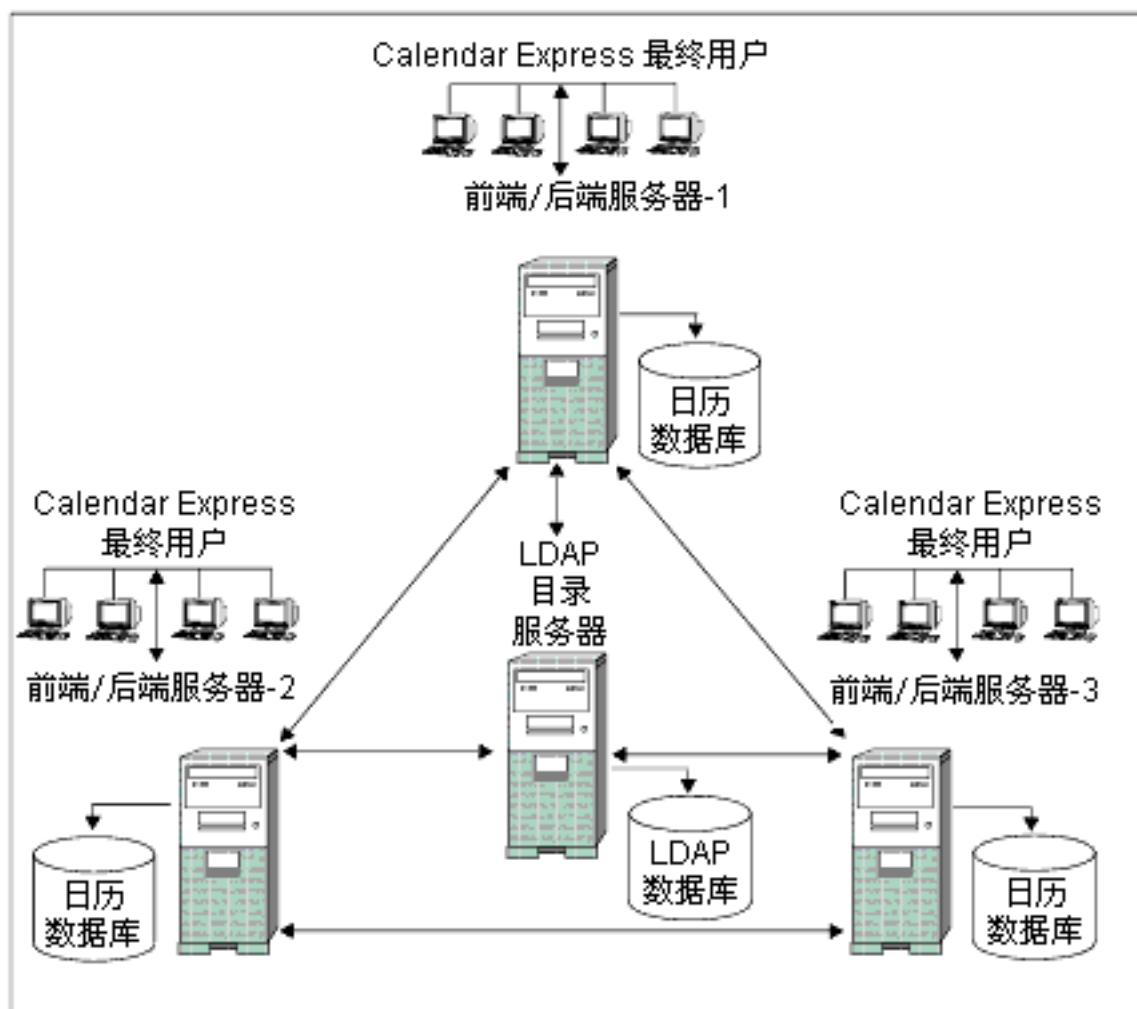 Calendar Express 最终用户
前端/后端服务器-1
日历
数据库
Calendar Express
最终用户
前端/后端服务器-2
LDAP
目录
服务器
Calendar Express
最终用户
前端/后端服务器-3
日历
数据库
LDAP
数据库
日历
数据库